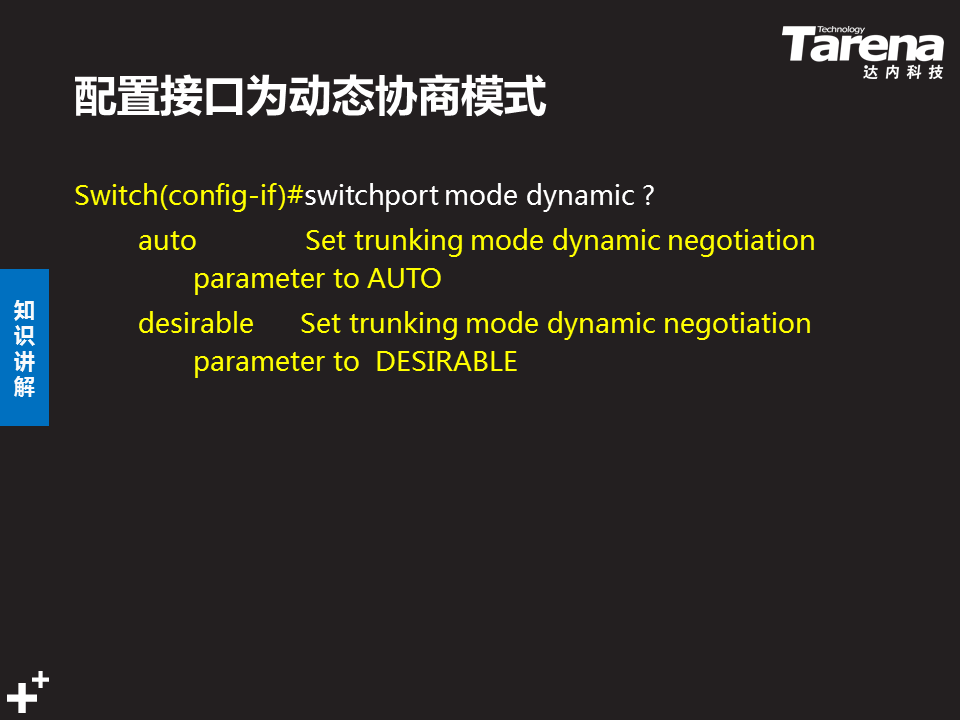 Technology
Tarena
达内科技
配置接口为动态协商模式
Switch(config-if)#switchport mode dynamic ?
auto Set trunking mode dynamic negotiation
parameter to AUTO
desirable Set trunking mode dynamic negotiation
parameter to DESIRABLE
知
识
讲
解